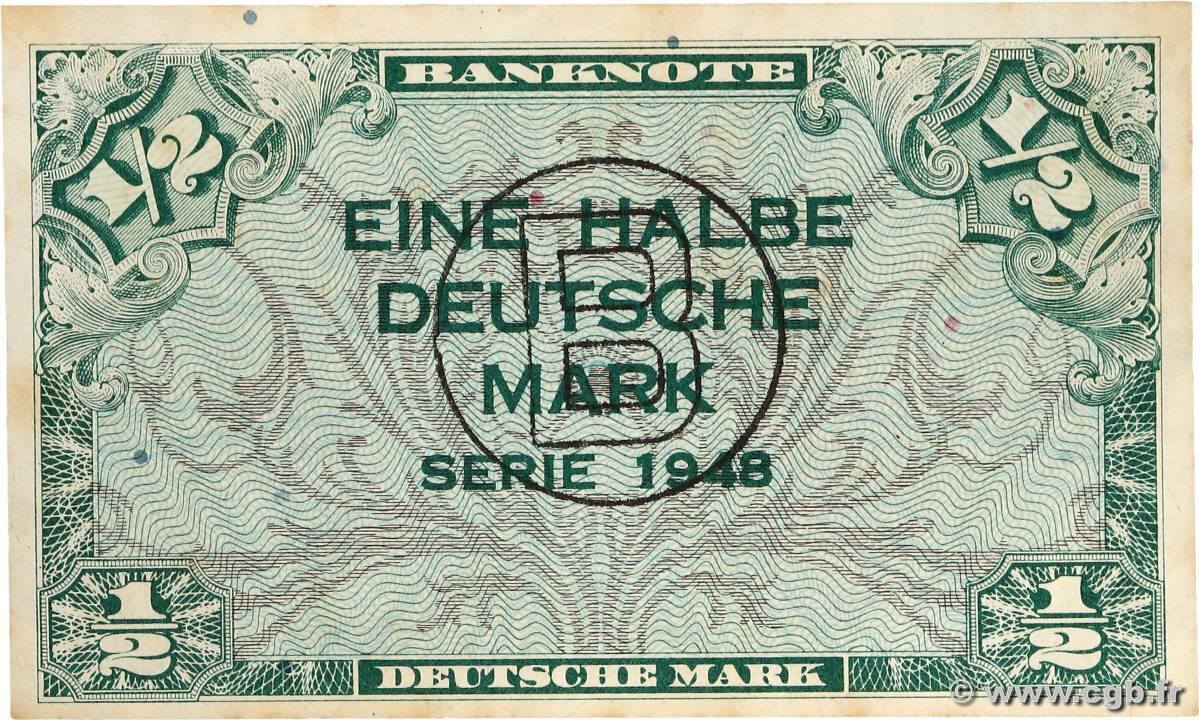 BANKNOTE
1/2
1/2
EINE HALBE
DEUTSCHE
MARK
SERIE 1948
B
1/2
1/2
DEUTSCHE MARK
© www.cgb.fr